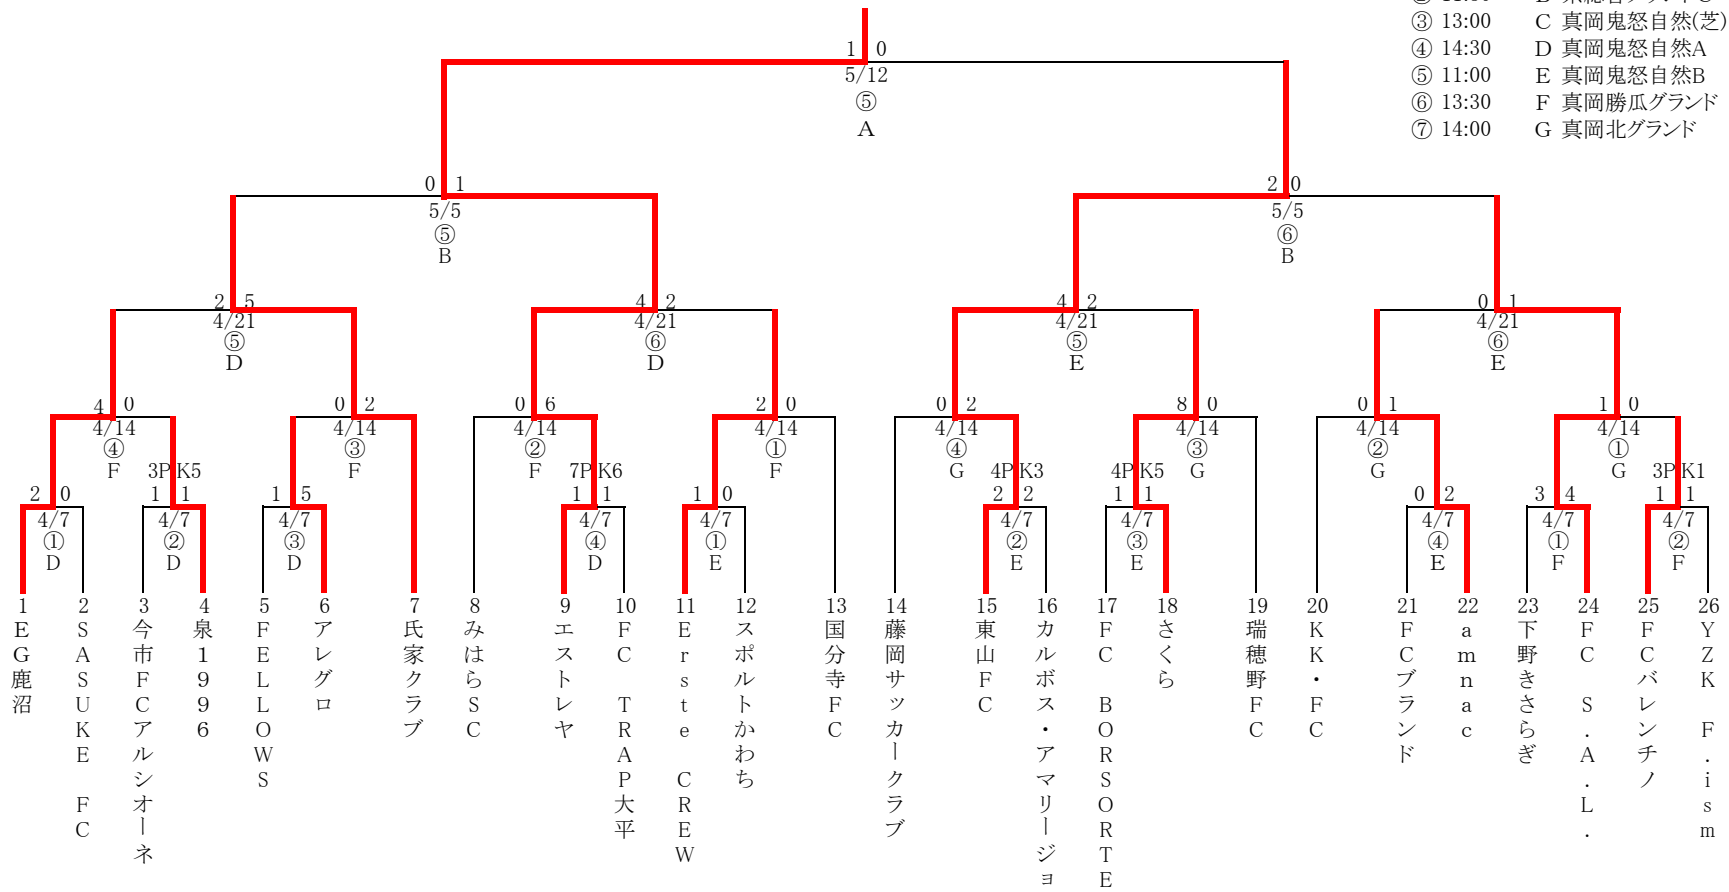 ③ 13:00 C 真岡鬼怒自然(芝)
④ 14:30 D 真岡鬼怒自然A
⑤ 11:00 E 真岡鬼怒自然B
⑥ 13:30 F 真岡勝瓜グランド
⑦ 14:00 G 真岡北グランド
1 0
5/12
⑤
A
0 1
5/5
⑤
B
2 0
5/5
⑥
B
2 5
4/21
⑤
D
4 2
4/21
⑥
D
4 2
4/21
⑤
E
0 1
4/21
⑥
E
4 0
4/14
④
F
0 2
4/14
③
F
0 6
4/14
②
F
2 0
4/14
①
F
0 2
4/14
④
G
8 0
4/14
③
G
0 1
4/14
②
G
1 0
4/14
①
G
2 0
4/7
①
D
3PK5
1 1
4/7
②
D
1 5
4/7
③
D
7PK6
1 1
4/7
④
D
1 0
4/7
①
E
4PK3
2 2
4/7
②
E
4PK5
1 1
4/7
③
E
0 2
4/7
④
E
3 4
4/7
①
F
3PK1
1 1
4/7
②
F
1 EG鹿沼
2 SASUKE FC
3 今市FCアルシオーネ
4 泉1996
5 FELLOWS
6 アレグロ
7 氏家クラブ
8 みはらSC
9 エストレヤ
10 FC TRAP大平
11 Erste CREW
12 スポルトかわち
13 国分寺FC
14 藤岡サッカークラブ
15 東山FC
16 カルボス・アマリージョ
17 FC BORSORTE
18 さくら
19 瑞穂野FC
20 KK・FC
21 FCブランド
22 amnac
23 下野きさらぎ
24 FC S.A.L.
25 FCバレンチノ
26 YZK F.ism